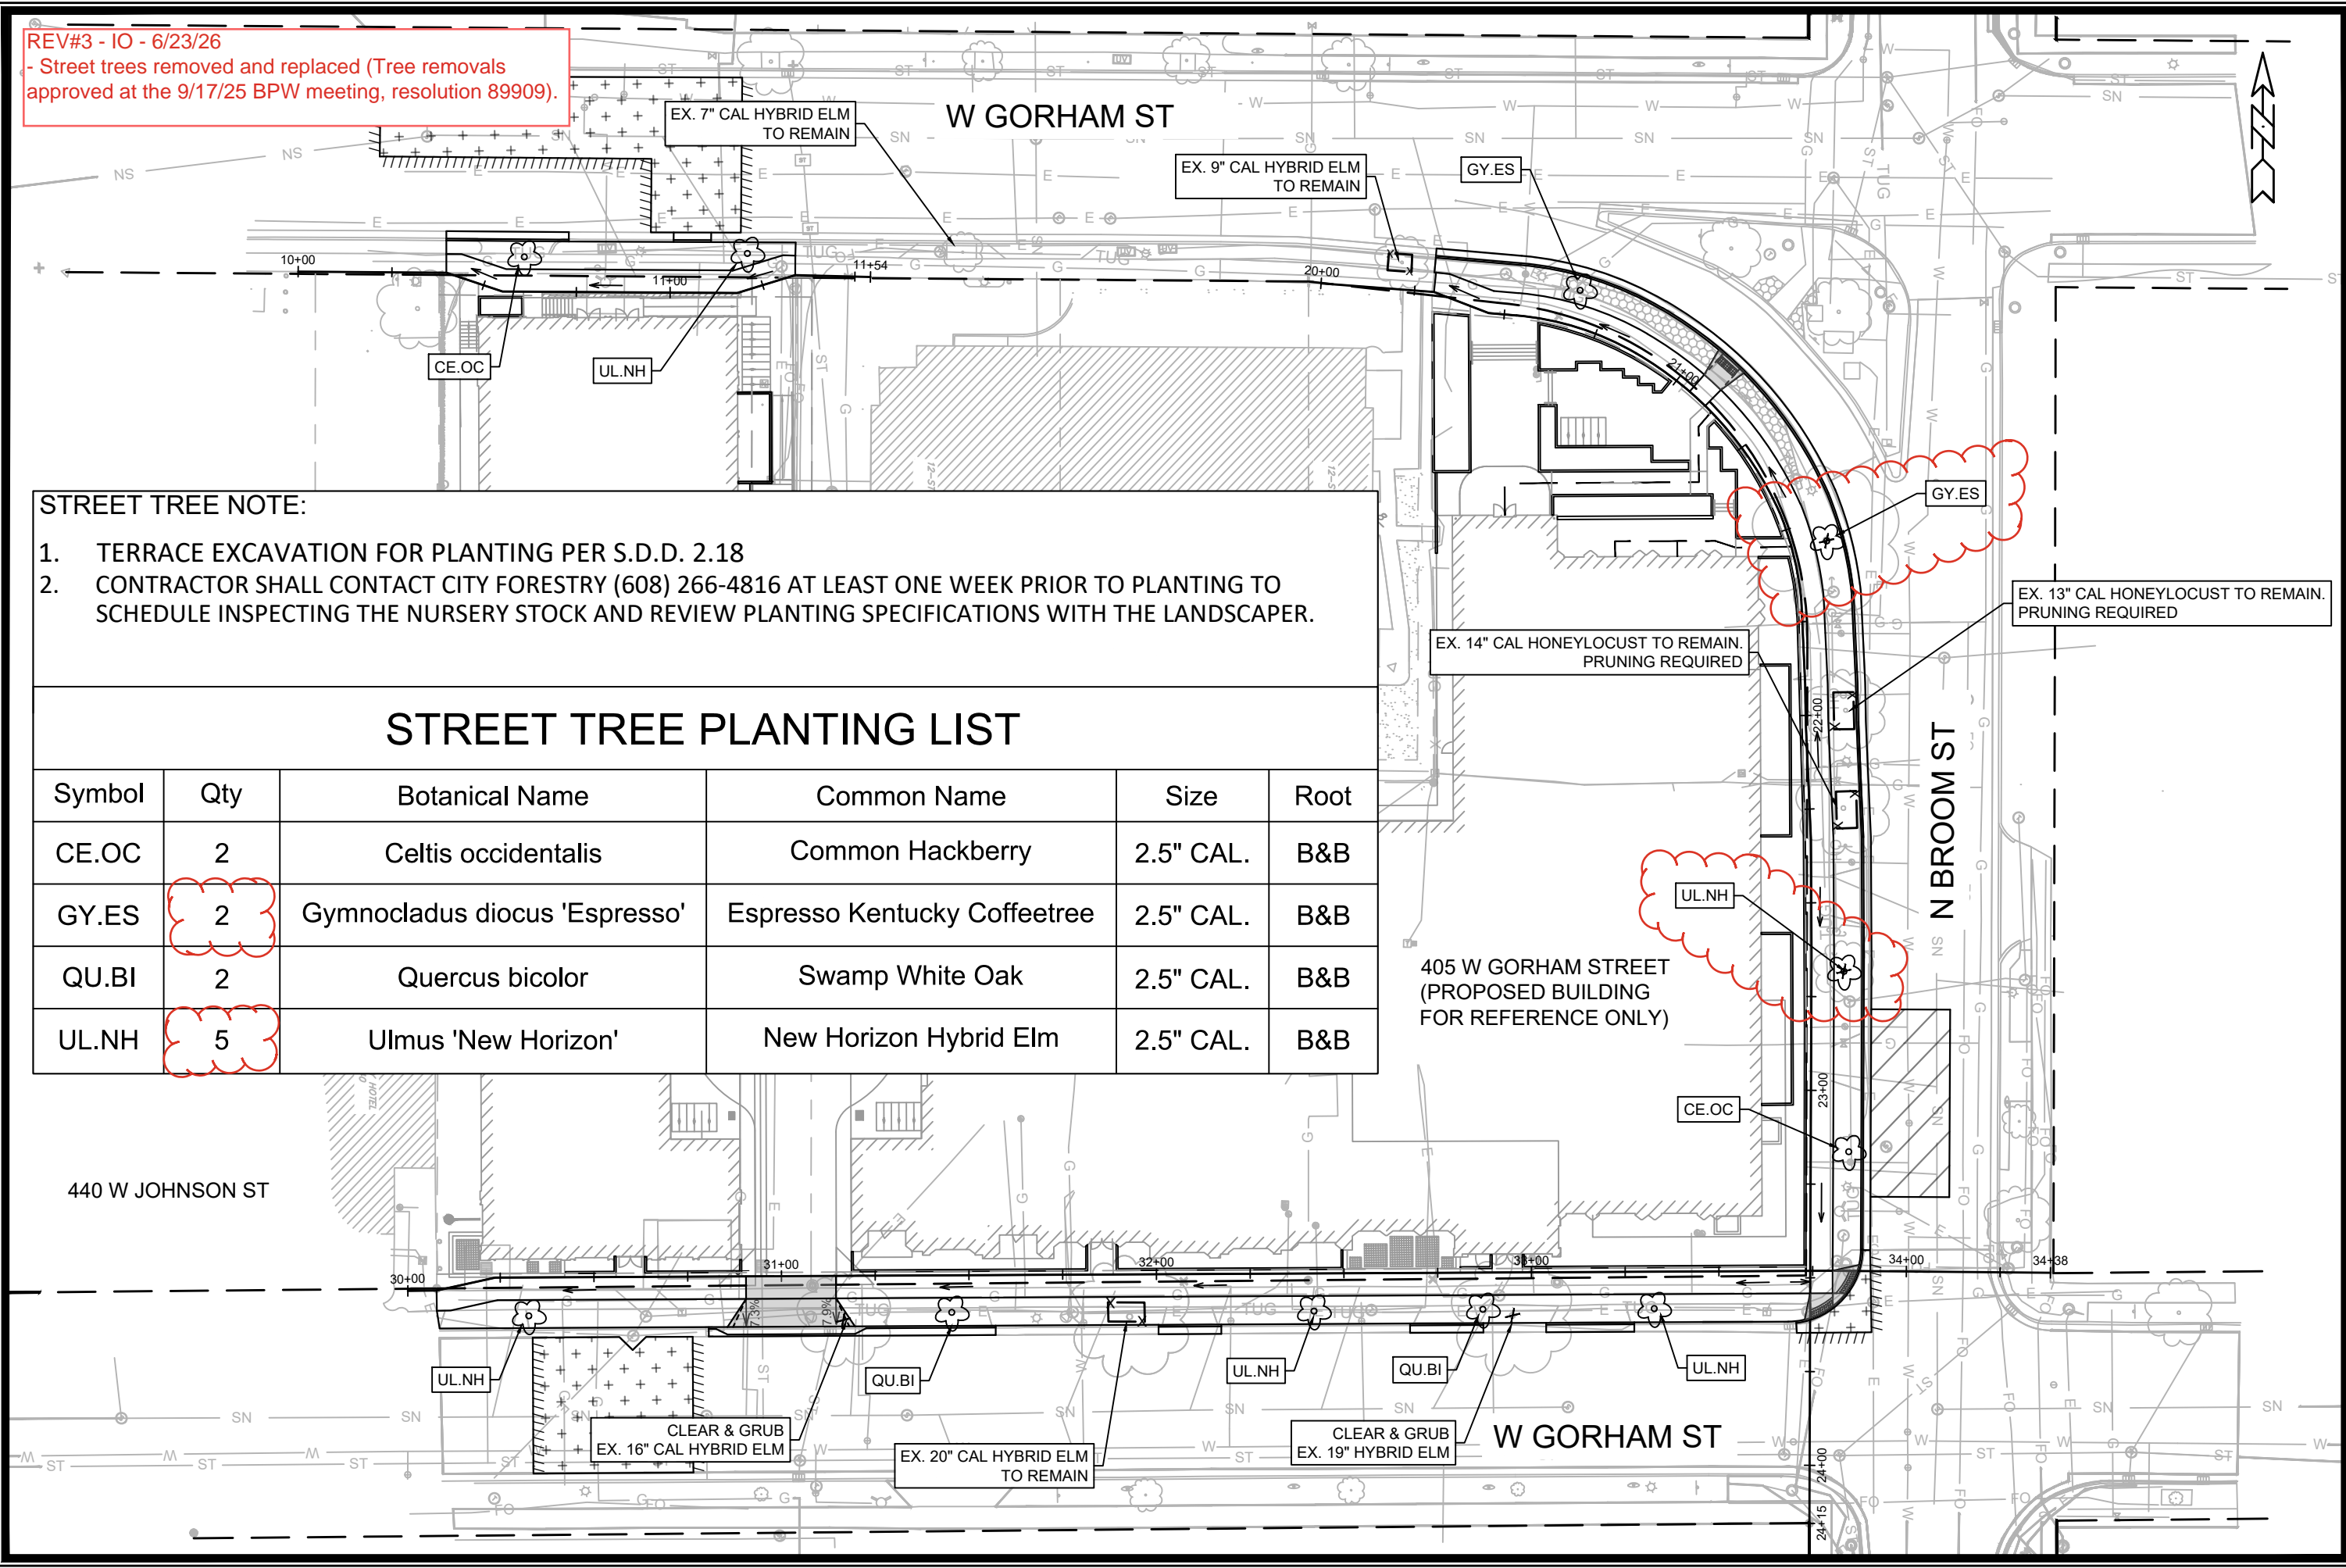 REV#3 - IO - 6/23/26
- Street trees removed and replaced (Tree removals
approved at the 9/17/25 BPW meeting, resolution 89909).
W GORHAM ST
EX. 7" CAL HYBRID ELM
TO REMAIN
EX. 9" CAL HYBRID ELM
TO REMAIN
GY.ES
10+00
11+00
11+54
20+00
21+00
CE.OC
UL.NH
GY.ES
STREET TREE NOTE:
1. TERRACE EXCAVATION FOR PLANTING PER S.D.D. 2.18
2. CONTRACTOR SHALL CONTACT CITY FORESTRY (608) 266-4816 AT LEAST ONE WEEK PRIOR TO PLANTING TO
SCHEDULE INSPECTING THE NURSERY STOCK AND REVIEW PLANTING SPECIFICATIONS WITH THE LANDSCAPER.
EX. 13" CAL HONEYLOCUST TO REMAIN.
PRUNING REQUIRED
EX. 14" CAL HONEYLOCUST TO REMAIN.
PRUNING REQUIRED
22+00
N BROOM ST
STREET TREE PLANTING LIST
Symbol Qty Botanical Name Common Name Size Root
CE.OC 2 Celtis occidentalis Common Hackberry 2.5" CAL. B&B
GY.ES 2 Gymnocladus diocus 'Espresso' Espresso Kentucky Coffeetree 2.5" CAL. B&B
QU.BI 2 Quercus bicolor Swamp White Oak 2.5" CAL. B&B
UL.NH 5 Ulmus 'New Horizon' New Horizon Hybrid Elm 2.5" CAL. B&B
UL.NH
405 W GORHAM STREET
(PROPOSED BUILDING
FOR REFERENCE ONLY)
23+00
CE.OC
440 W JOHNSON ST
30+00
31+00
32+00
33+00
34+00
34+38
7.3%
7.9%
UL.NH
QU.BI
UL.NH
QU.BI
UL.NH
CLEAR & GRUB
EX. 16" CAL HYBRID ELM
EX. 20" CAL HYBRID ELM
TO REMAIN
CLEAR & GRUB
EX. 19" HYBRID ELM
W GORHAM ST
24+00
24+15